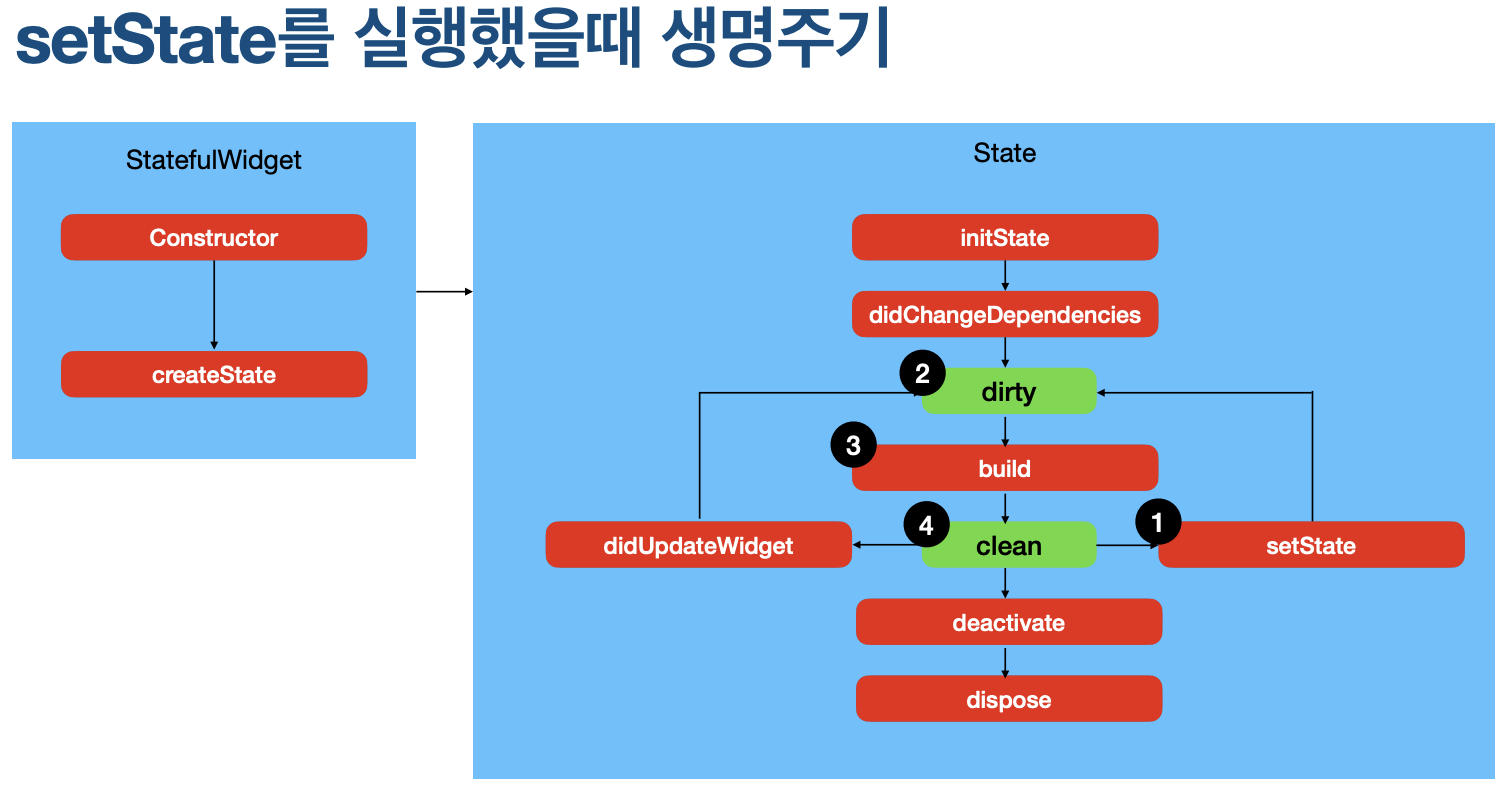 setState를 실행했을때 생명주기
StatefulWidget
Constructor
createState
State
initState
didChangeDependencies
2
dirty
3
build
didUpdateWidget
4
clean
1
setState
deactivate
dispose